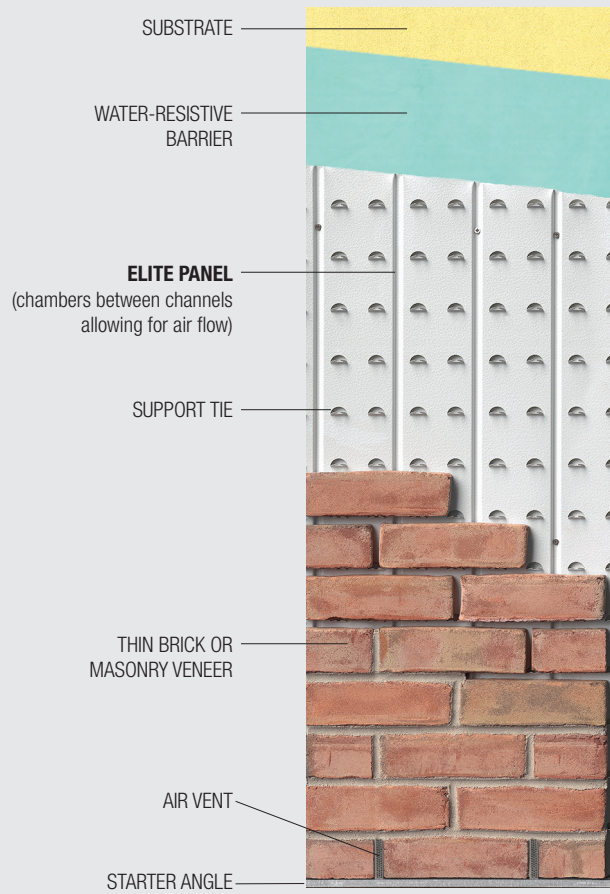 SUBSTRATE
WATER-RESISTIVE
BARRIER
ELITE PANEL
(chambers between channels
allowing for air flow)
SUPPORT TIE
THIN BRICK OR
MASONRY VENEER
AIR VENT
STARTER ANGLE